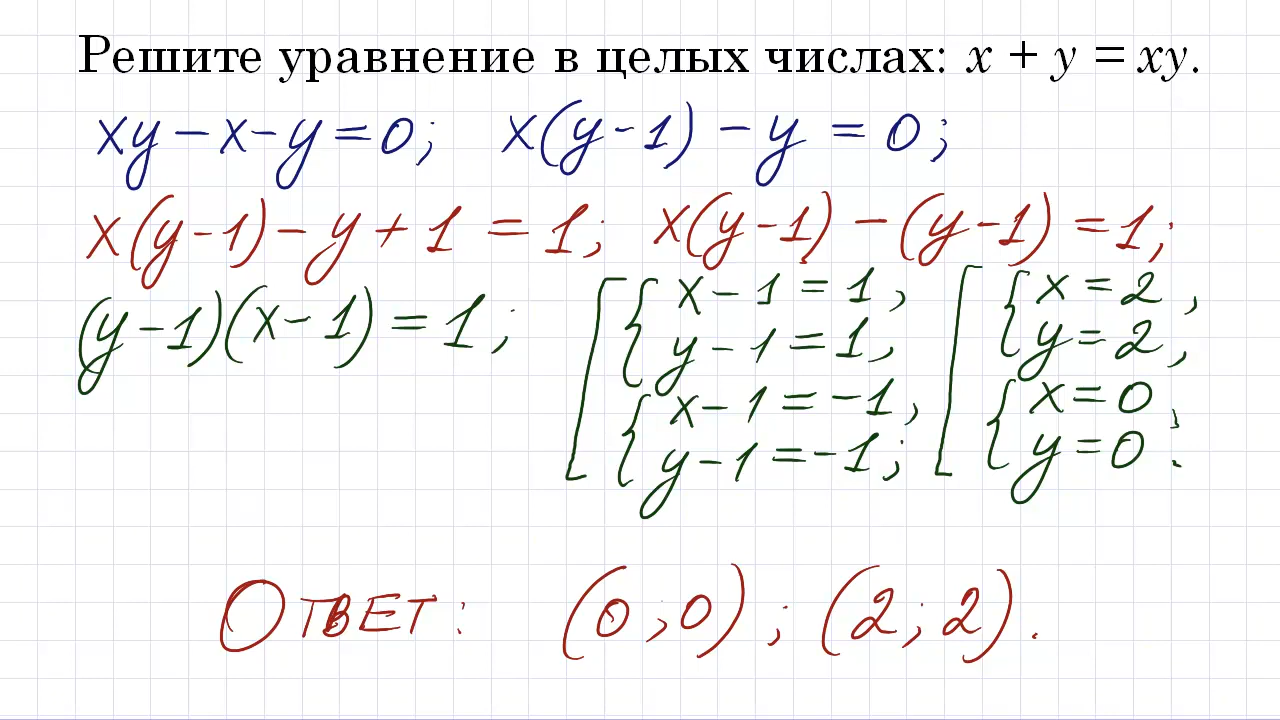 Решите уравнение в целых числах: x + y = xy.
xy - x - y = 0; x(y-1) - y = 0;
x(y-1) - y + 1 = 1; x(y-1) - (y-1) = 1;
(y-1)(x-1) = 1; [ { x-1 = 1, [ { x = 2,
y-1 = 1, y = 2,
{ x-1 = -1, { x = 0,
y-1 = -1; y = 0.
Ответ: (0;0); (2;2).